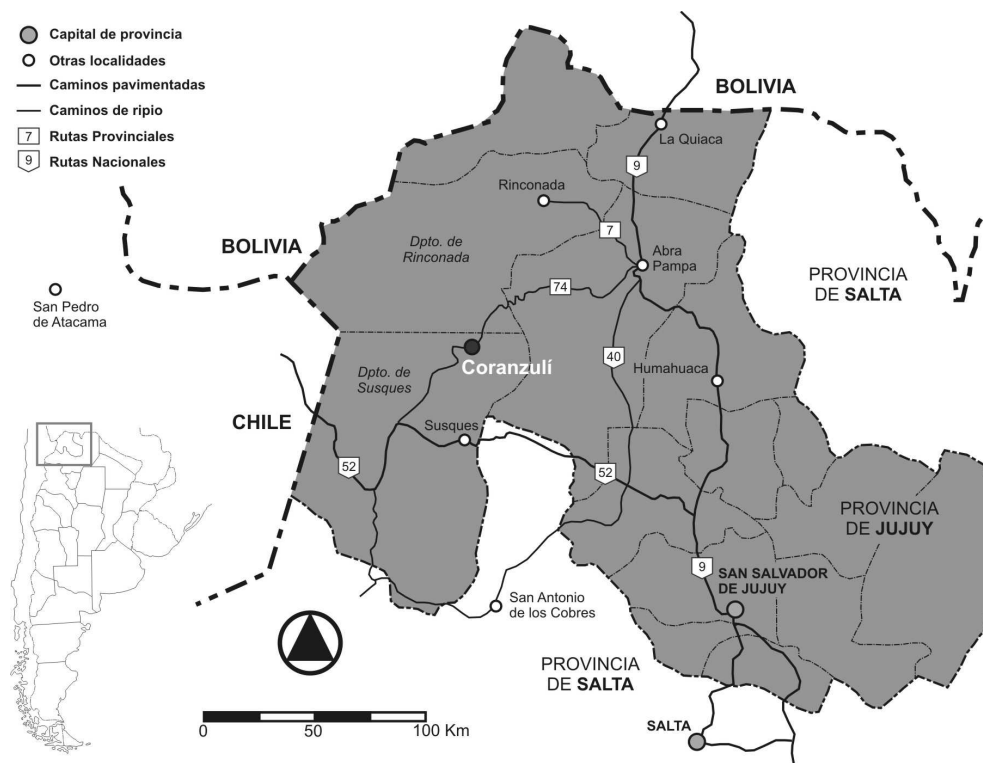 Capital de provincia
Otras localidades
Caminos pavimentadas
Caminos de ripio
7 Rutas Provinciales
9 Rutas Nacionales
BOLIVIA
La Quiaca
9
Rinconada
7
Dpto. de
Rinconada
Abra
Pampa
BOLIVIA
PROVINCIA
DE SALTA
San Pedro
de Atacama
74
Coranzulí
40
Humahuaca
Dpto. de
Susques
CHILE
Susques
52
52
PROVINCIA
DE JUJUY
9
SAN SALVADOR
DE JUJUY
San Antonio
de los Cobres
PROVINCIA
DE SALTA
SALTA
0 50 100 Km